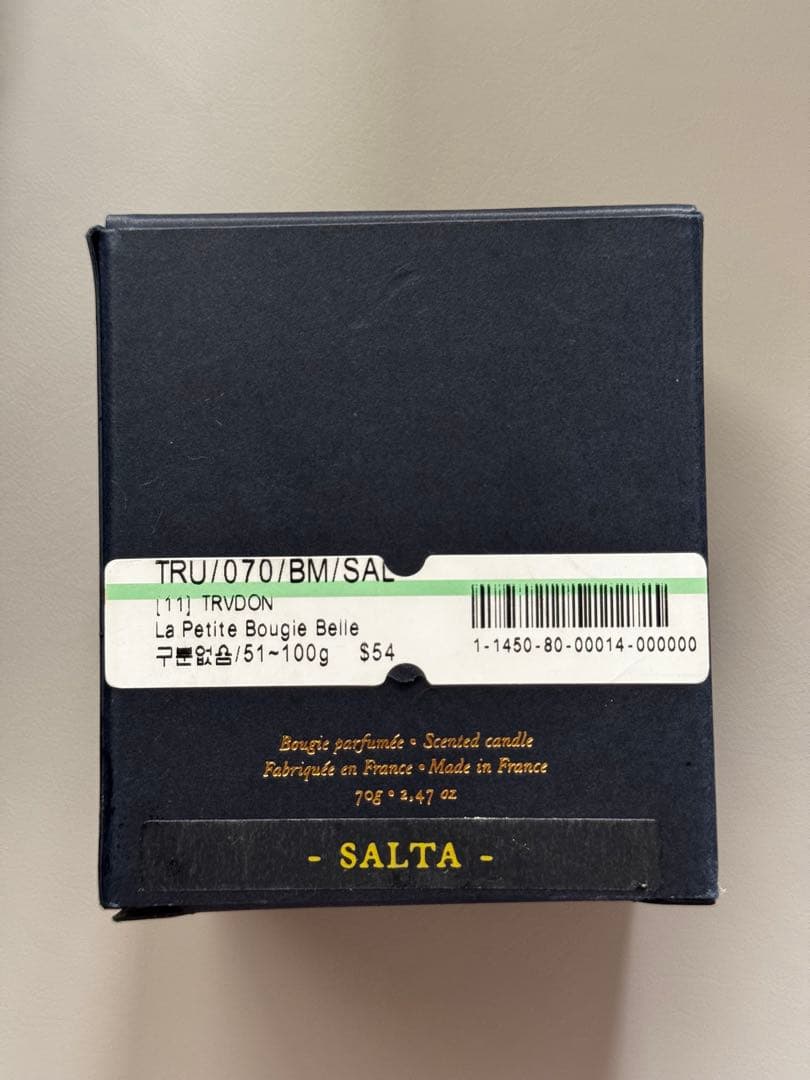 TRU/070/BM/SAL
[11] TRVDON
La Petite Bougie Belle
구분없음/51~100g $54
1-1450-80-00014-000000
Bougie parfumée • Scented candle
Fabriquée en France • Made in France
70g • 2,47 oz
- SALTA -